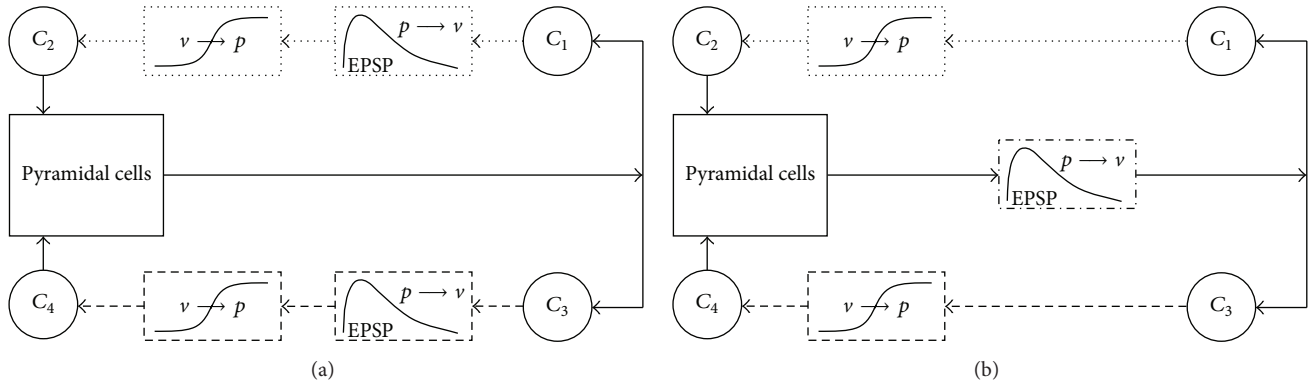 C₂
v → p
p → v
EPSP
C₁
Pyramidal cells
C₄
v → p
p → v
EPSP
C₃
(a)
C₂
v → p
C₁
Pyramidal cells
p → v
EPSP
C₄
v → p
C₃
(b)